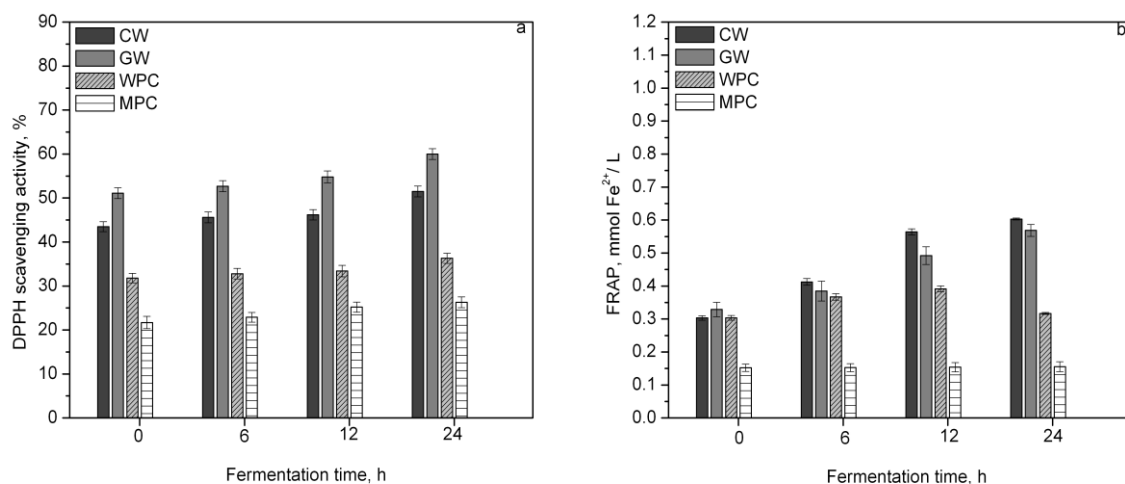 a
CW
GW
WPC
MPC
DPPH scavenging activity, %
90
80
70
60
50
40
30
20
10
0
0 6 12 24
Fermentation time, h
b
CW
GW
WPC
MPC
FRAP, mmol Fe²⁺/ L
1.2
1.1
1.0
0.9
0.8
0.7
0.6
0.5
0.4
0.3
0.2
0.1
0.0
0 6 12 24
Fermentation time, h